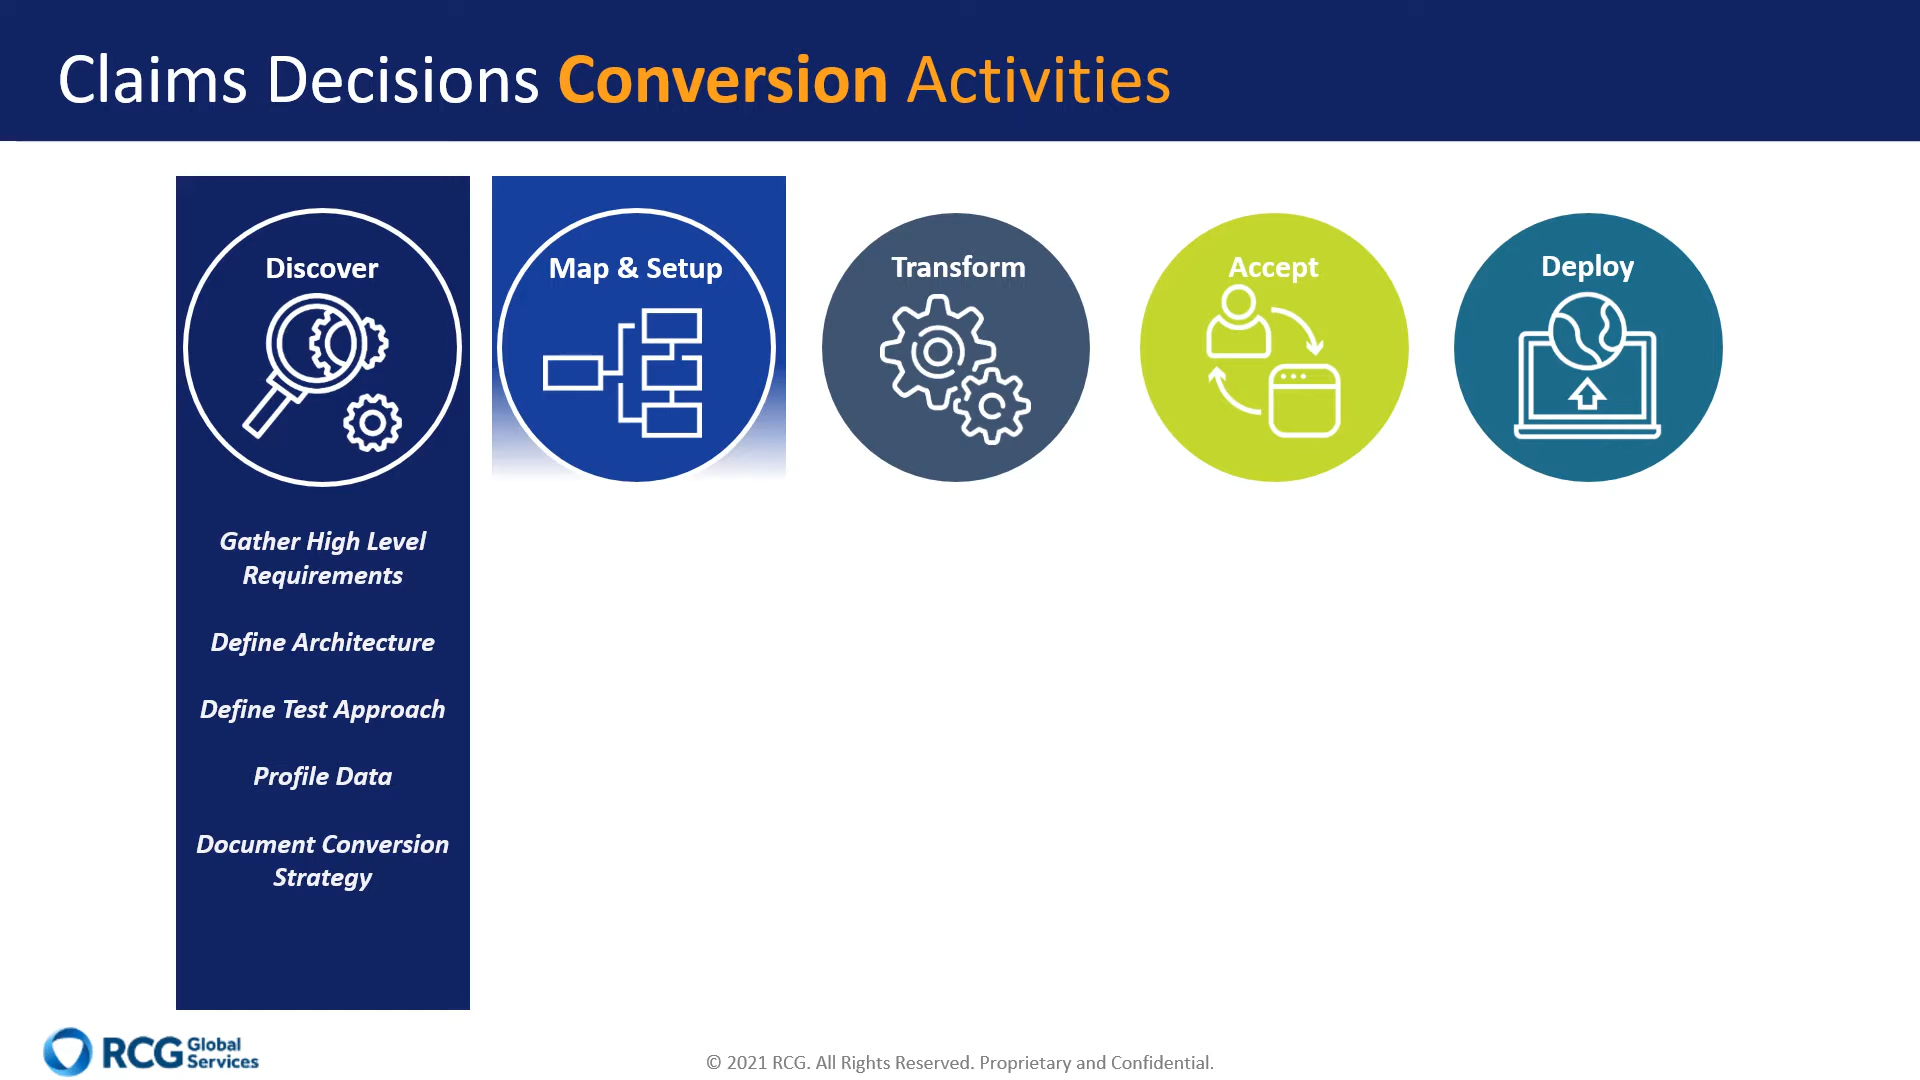 Claims Decisions Conversion Activities
Discover
Map & Setup
Transform
Accept
Deploy
Gather High Level
Requirements
Define Architecture
Define Test Approach
Profile Data
Document Conversion
Strategy
RCG Global
Services
© 2021 RCG. All Rights Reserved. Proprietary and Confidential.